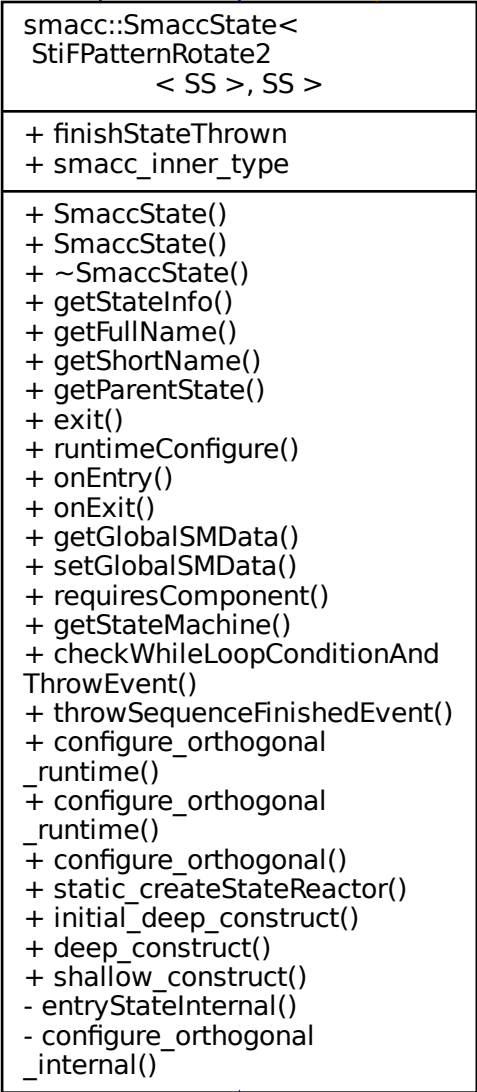 smacc::SmaccState<
StiFPatternRotate2
< SS >, SS >
+ finishStateThrown
+ smacc_inner_type
+ SmaccState()
+ SmaccState()
+ ~SmaccState()
+ getStateInfo()
+ getFullName()
+ getShortName()
+ getParentState()
+ exit()
+ runtimeConfigure()
+ onEntry()
+ onExit()
+ getGlobalSMData()
+ setGlobalSMData()
+ requiresComponent()
+ getStateMachine()
+ checkWhileLoopConditionAnd
ThrowEvent()
+ throwSequenceFinishedEvent()
+ configure_orthogonal
_runtime()
+ configure_orthogonal
_runtime()
+ configure_orthogonal()
+ static_createStateReactor()
+ initial_deep_construct()
+ deep_construct()
+ shallow_construct()
- entryStateInternal()
- configure_orthogonal
_internal()